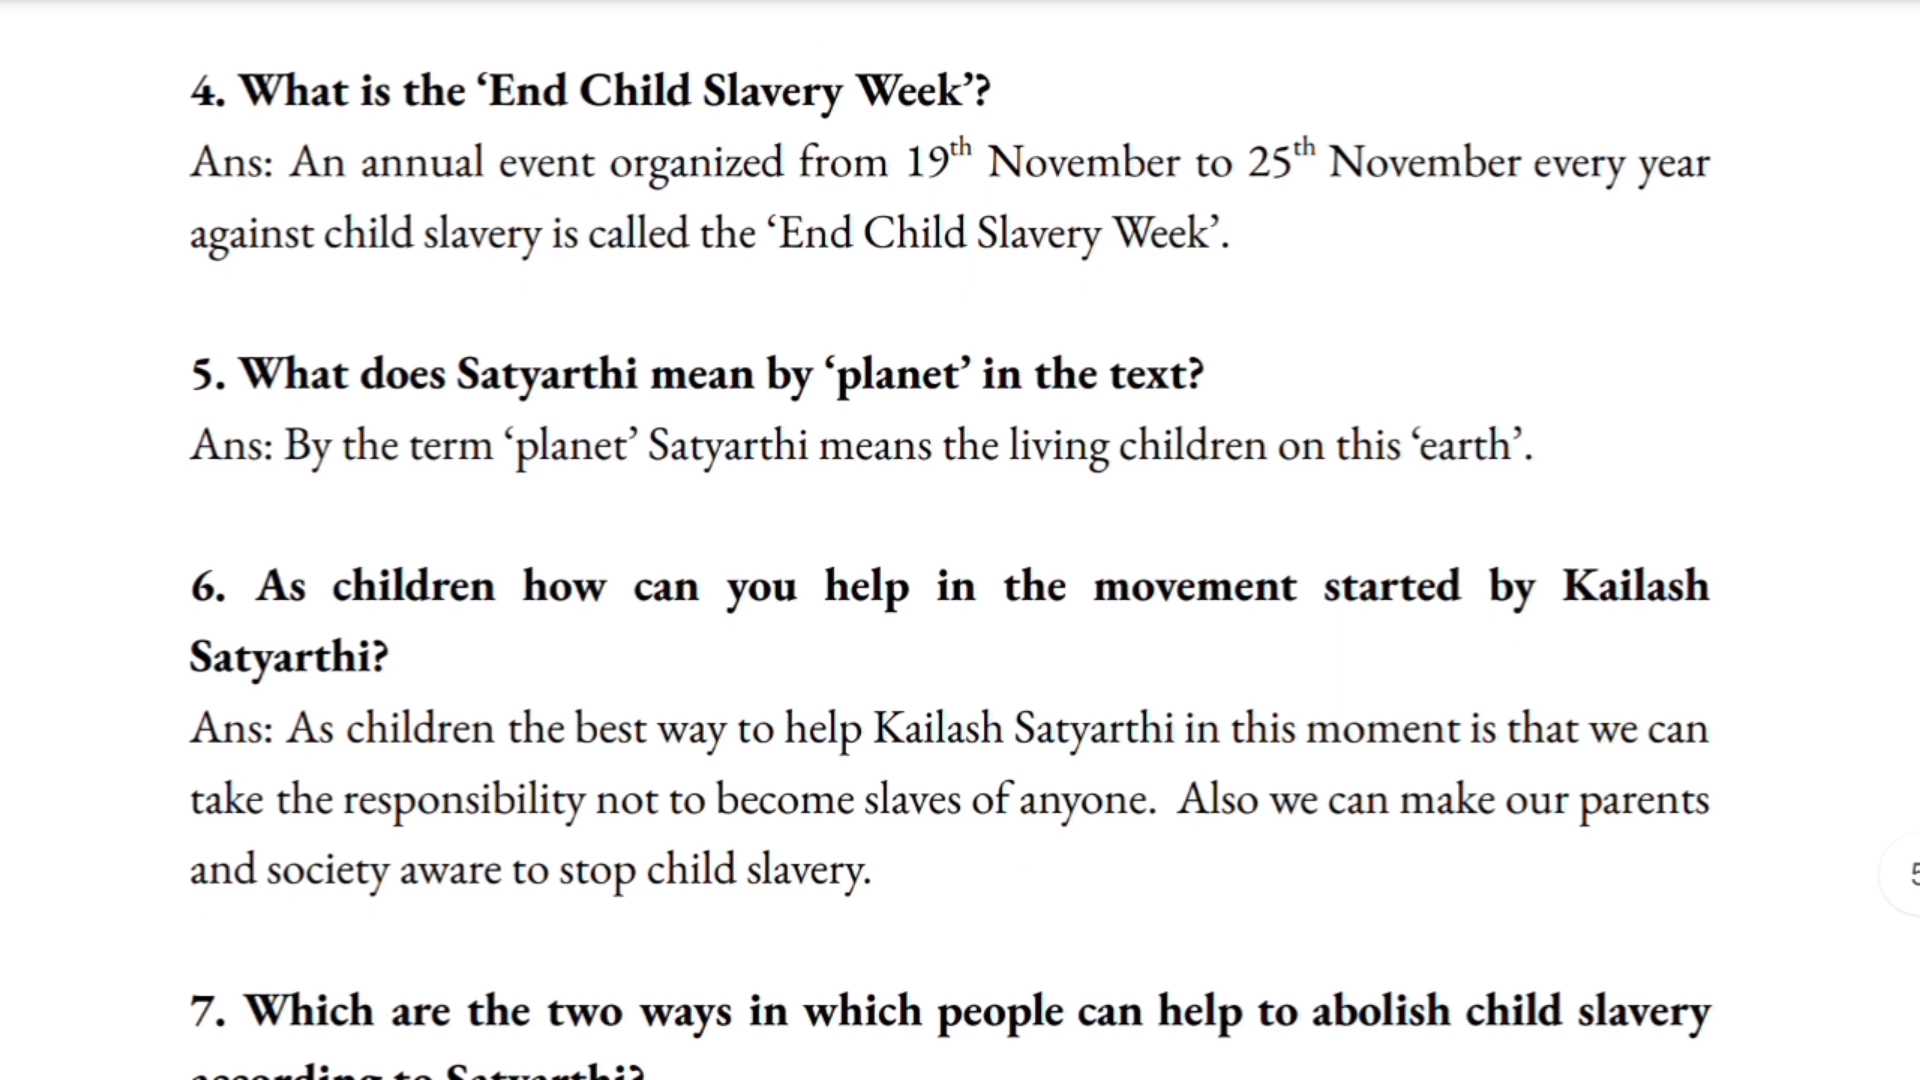 4. What is the ‘End Child Slavery Week’?
Ans: An annual event organized from 19th November to 25th November every year
against child slavery is called the ‘End Child Slavery Week’.
5. What does Satyarthi mean by ‘planet’ in the text?
Ans: By the term ‘planet’ Satyarthi means the living children on this ‘earth’.
6. As children how can you help in the movement started by Kailash
Satyarthi?
Ans: As children the best way to help Kailash Satyarthi in this moment is that we can
take the responsibility not to become slaves of anyone. Also we can make our parents
and society aware to stop child slavery.
5
7. Which are the two ways in which people can help to abolish child slavery
according to Satyarthi?